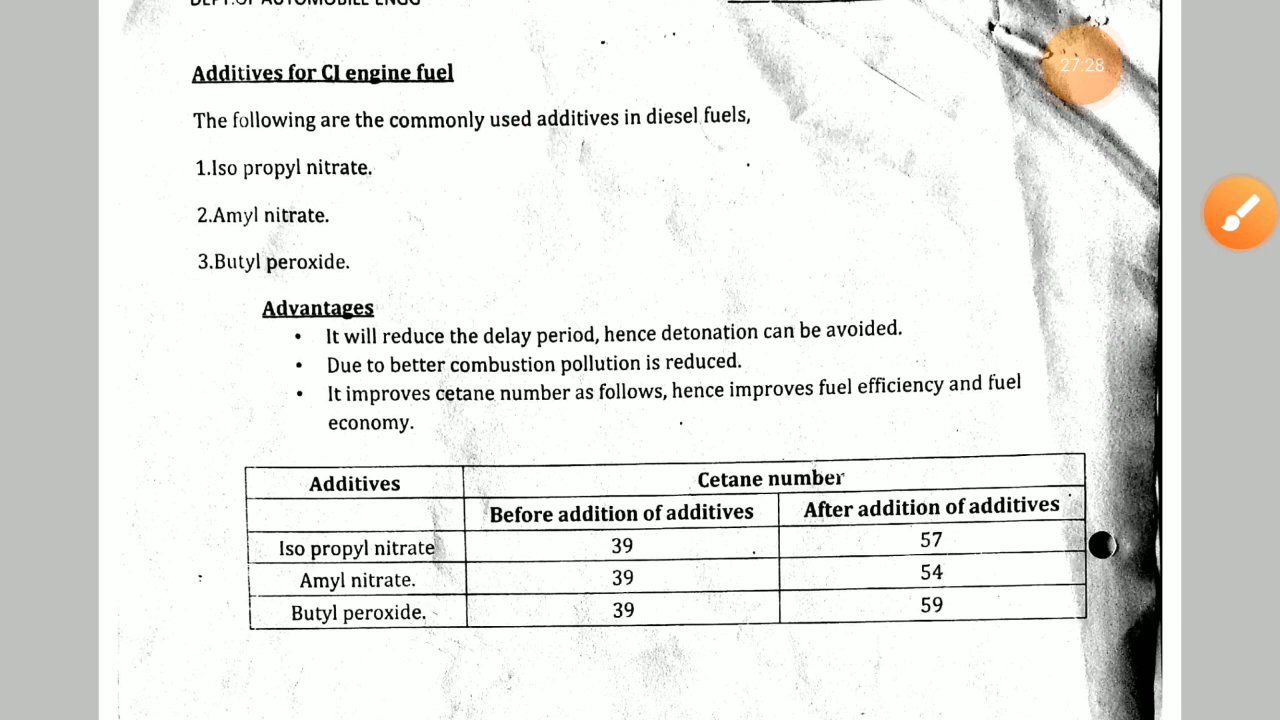 DEPT.OF AUTOMOBILE ENGG
27:28
Additives for CI engine fuel
The following are the commonly used additives in diesel fuels,
1.Iso propyl nitrate.
2.Amyl nitrate.
3.Butyl peroxide.
Advantages
• It will reduce the delay period, hence detonation can be avoided.
• Due to better combustion pollution is reduced.
• It improves cetane number as follows, hence improves fuel efficiency and fuel
economy.
Additives Cetane number
Before addition of additives After addition of additives
Iso propyl nitrate 39 57
Amyl nitrate. 39 54
Butyl peroxide. 39 59